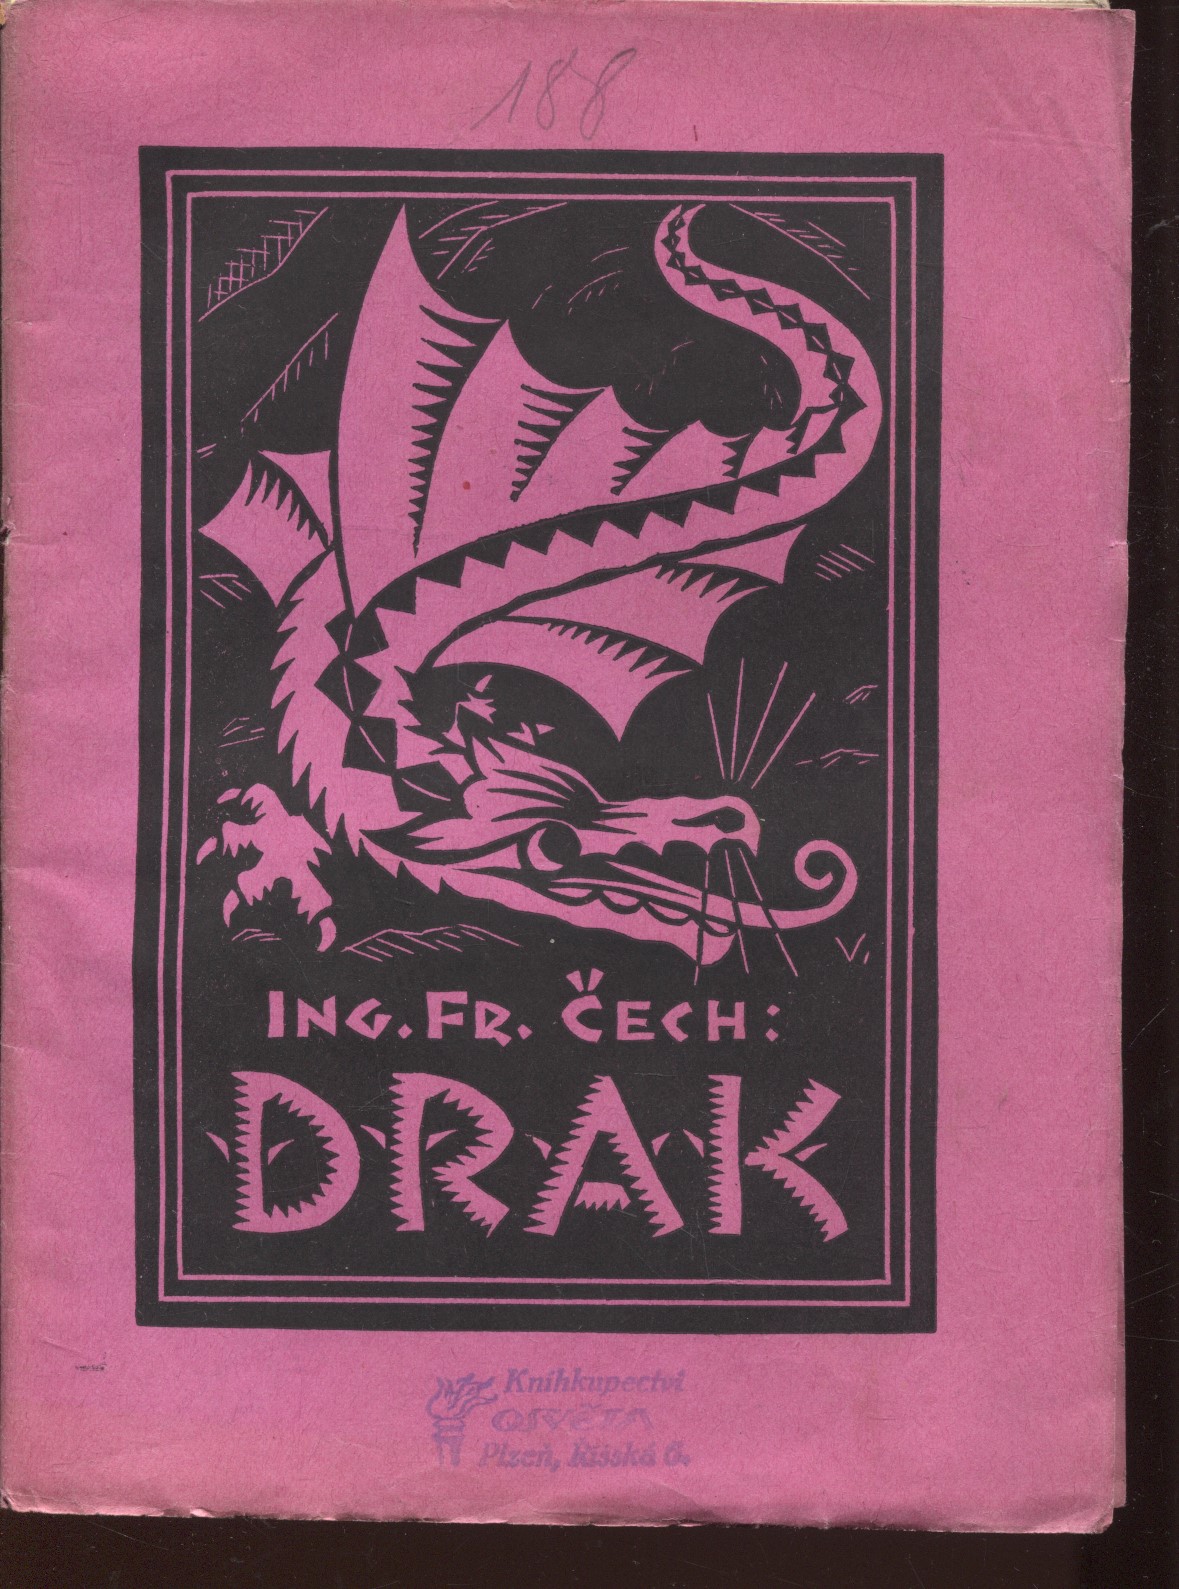 188
ING. FR. ČECH:
DRAK
Knihkupectví
OSVĚTA
Plzeň, Říšská 6.